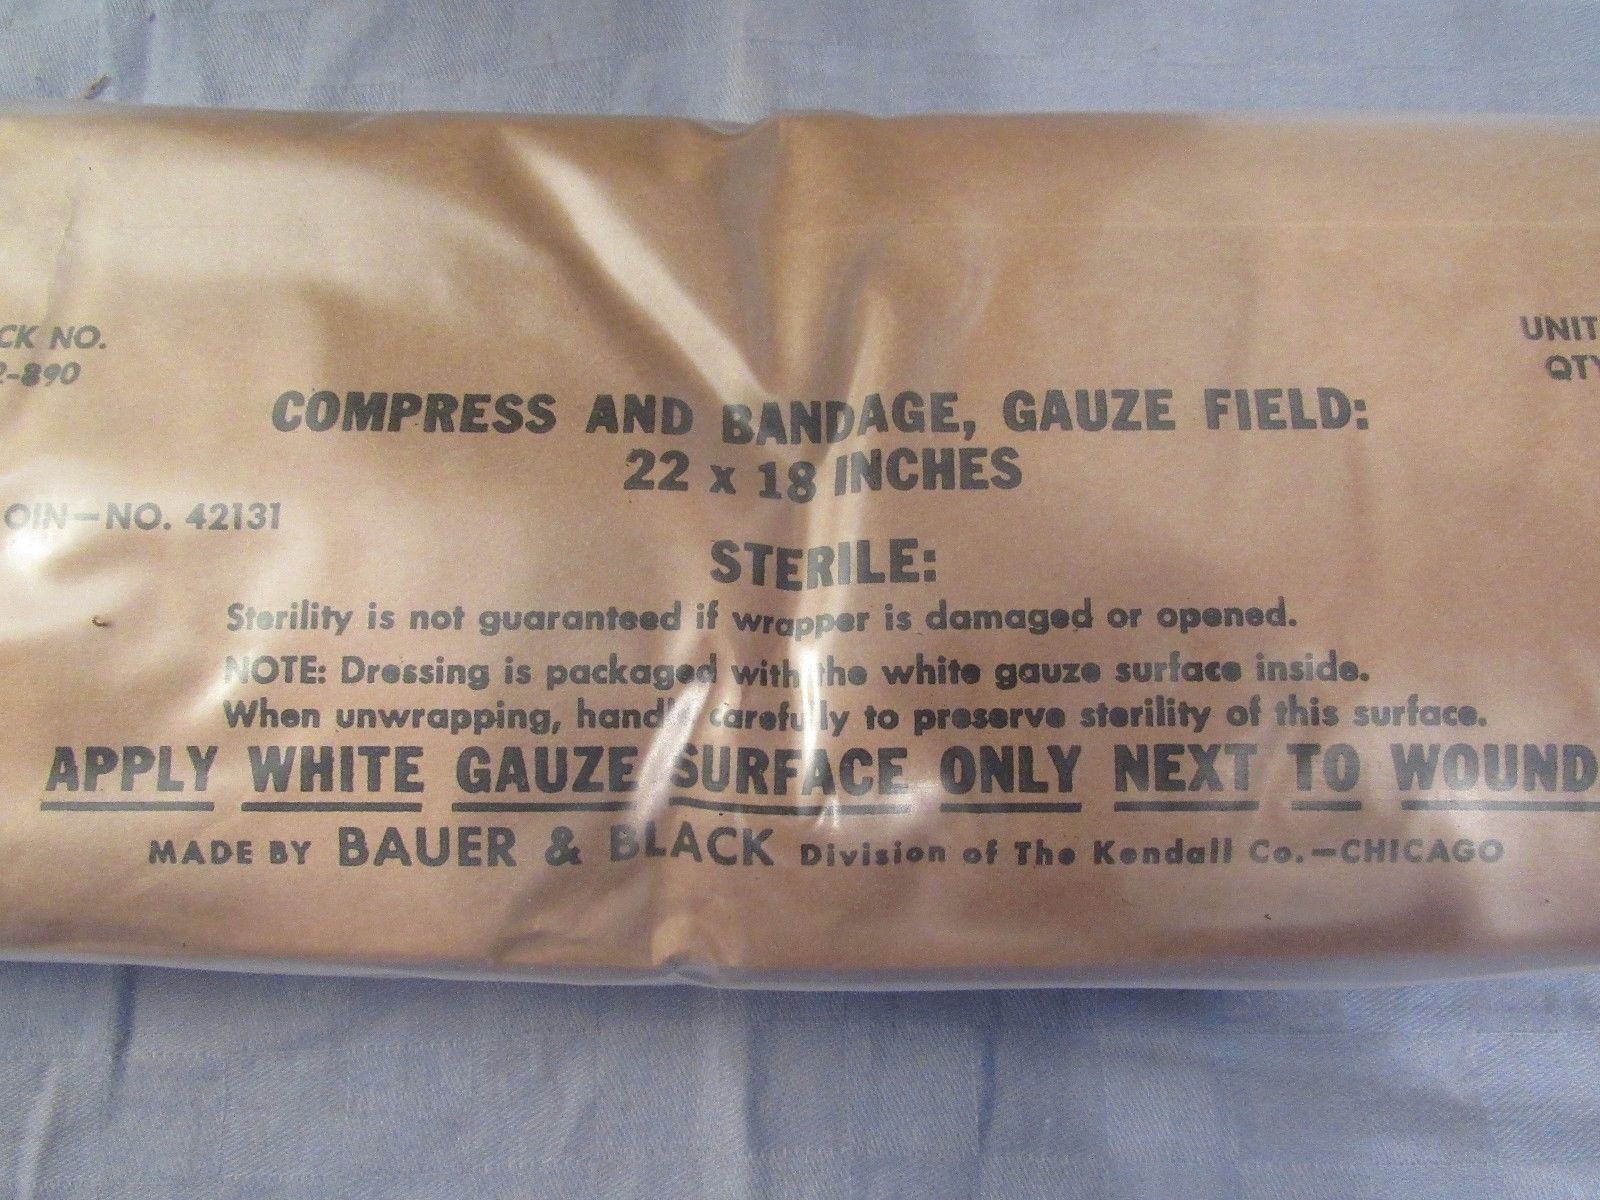 CK NO.
2-890
UNIT
QTY
COMPRESS AND BANDAGE, GAUZE FIELD:
22 x 18 INCHES
OIN-NO. 42131
STERILE:
Sterility is not guaranteed if wrapper is damaged or opened.
NOTE: Dressing is packaged with the white gauze surface inside.
When unwrapping, handle carefully to preserve sterility of this surface.
APPLY WHITE GAUZE SURFACE ONLY NEXT TO WOUND
MADE BY BAUER & BLACK Division of The Kendall Co.-CHICAGO